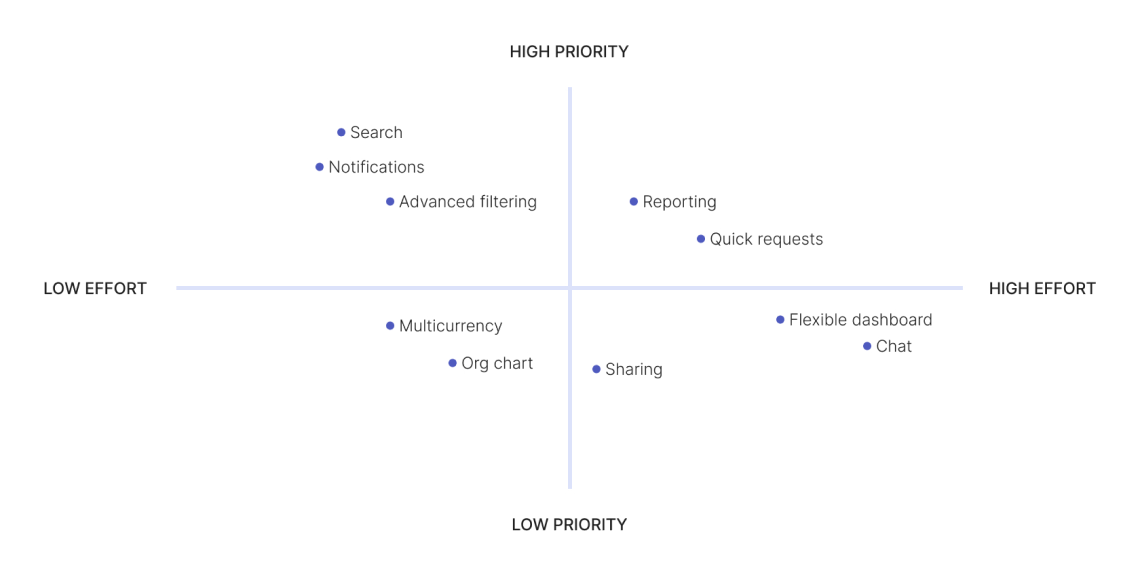 HIGH PRIORITY
Search
Notifications
Advanced filtering
Reporting
Quick requests
LOW EFFORT
HIGH EFFORT
Multicurrency
Flexible dashboard
Chat
Org chart
Sharing
LOW PRIORITY